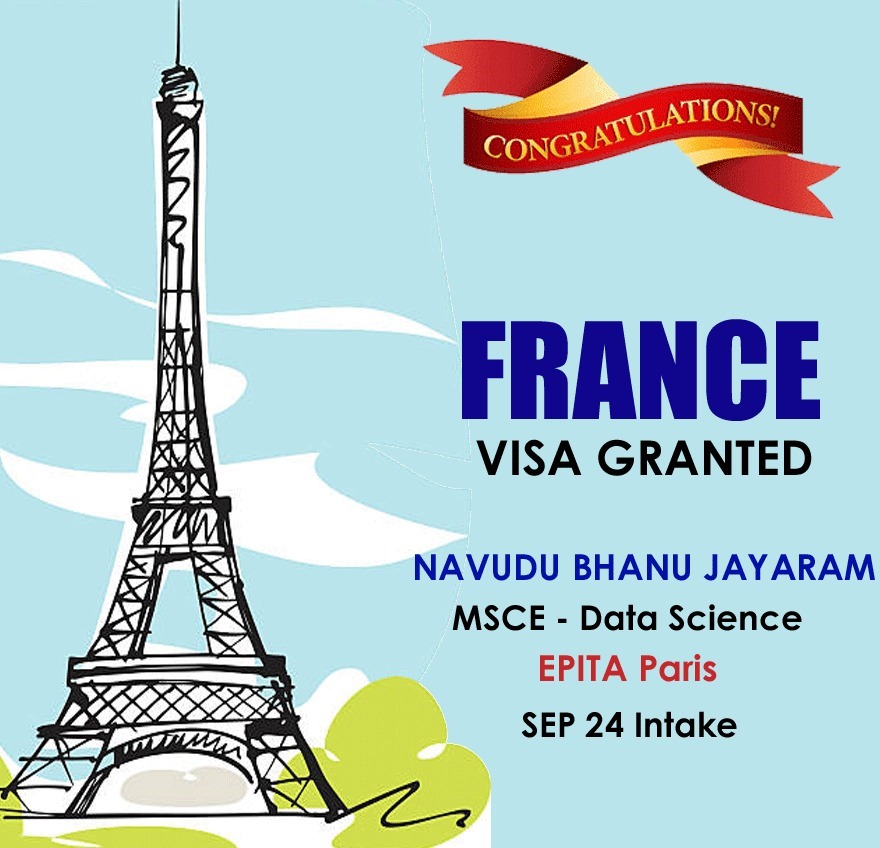 CONGRATULATIONS!
FRANCE
VISA GRANTED
NAVUDU BHANU JAYARAM
MSCE - Data Science
EPITA Paris
SEP 24 Intake